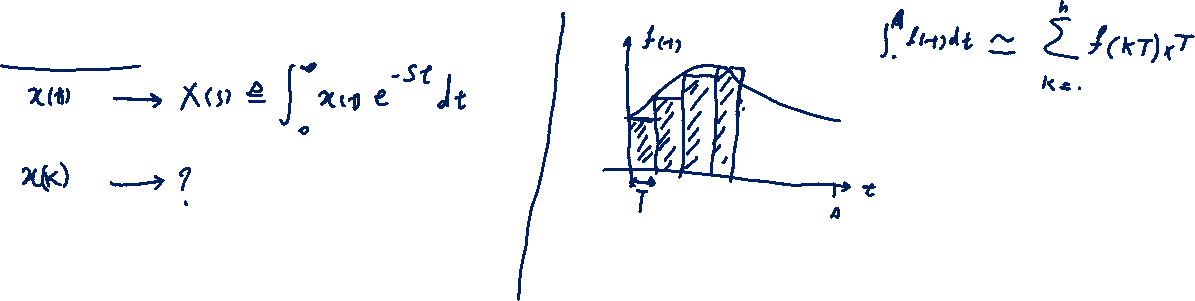 x(t) → X(s) ≜ ∫₀^∞ x(t) e^{-st} dt
x(k) → ?
f(t)
T
A
t
∫₀^A f(t) dt ≃ Σ_{k=0}^{n} f(kT) × T